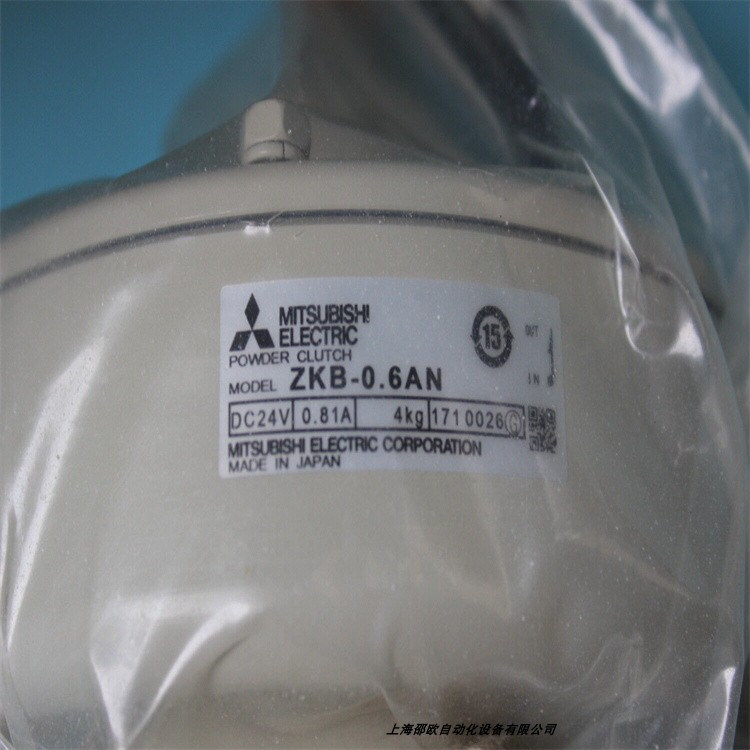 MITSUBISHI
ELECTRIC
15
OUT
POWDER CLUTCH
MODEL ZKB-0.6AN
IN
DC24V 0.81A 4kg 1710026 G
MITSUBISHI ELECTRIC CORPORATION
MADE IN JAPAN
上海邵欧自动化设备有限公司